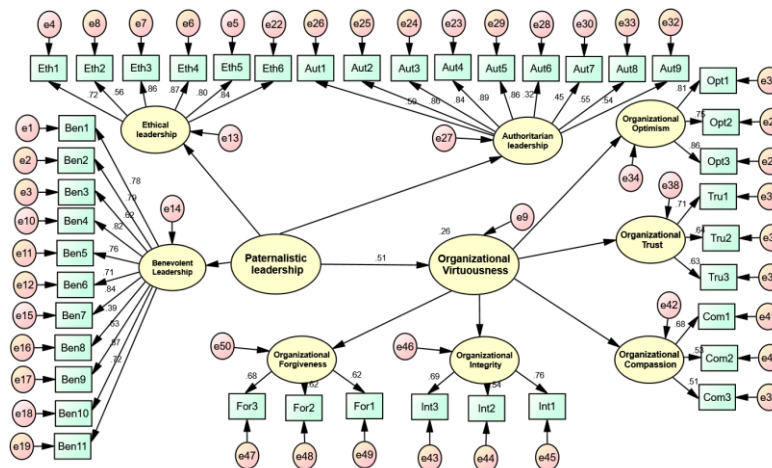 e4 e8 e7 e6 e5 e22 e26 e25 e24 e23 e29 e28 e30 e33 e32
Eth1 Eth2 Eth3 Eth4 Eth5 Eth6 Aut1 Aut2 Aut3 Aut4 Aut5 Aut6 Aut7 Aut8 Aut9
.72 .56 .86 .87 .80 .84 .59 .86 .84 .89 .86 .32 .45 .55 .54
Ethical
leadership
e13
e27
Authoritarian
leadership
Organizational
Optimism
e34
.81 .75 .86
Opt1
Opt2
Opt3
e1 Ben1
e2 Ben2
e3 Ben3
e10 Ben4
e11 Ben5
e12 Ben6
e15 Ben7
e16 Ben8
e17 Ben9
e18 Ben10
e19 Ben11
.78
.79
.62
.82
.76
.71
.84
.39
.63
.72
e14
Benevolent
Leadership
Paternalistic
leadership
.51
.26
e9
Organizational
Virtuousness
e38
Organizational
Trust
.71 .64 .63
Tru1
Tru2
Tru3
e42
Organizational
Compassion
.68 .53 .51
Com1
Com2
Com3
e50
Organizational
Forgiveness
.68 .62 .62
For3 For2 For1
e47 e48 e49
e46
Organizational
Integrity
.69 .54 .76
Int3 Int2 Int1
e43 e44 e45